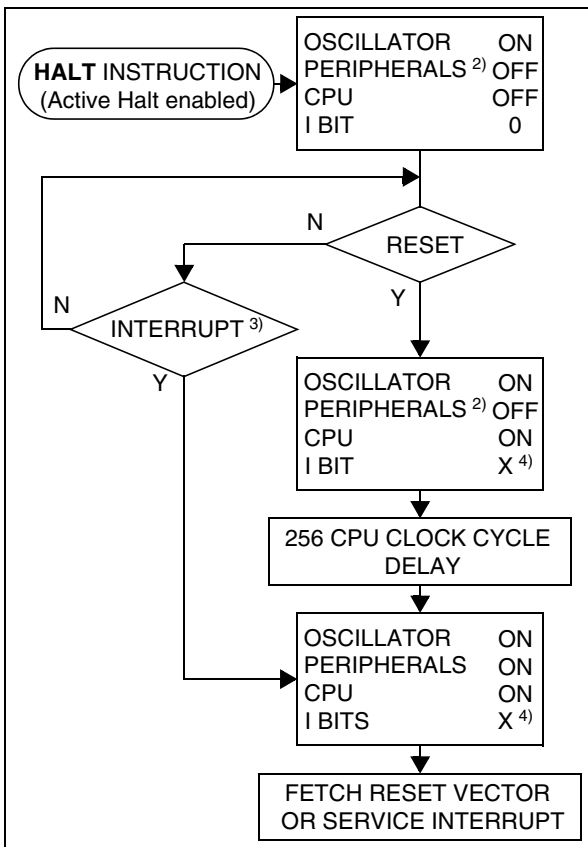 HALT INSTRUCTION
(Active Halt enabled)
OSCILLATOR ON
PERIPHERALS 2) OFF
CPU OFF
I BIT 0
N
RESET
Y
N
INTERRUPT 3)
Y
OSCILLATOR ON
PERIPHERALS 2) OFF
CPU ON
I BIT X 4)
256 CPU CLOCK CYCLE
DELAY
OSCILLATOR ON
PERIPHERALS ON
CPU ON
I BITS X 4)
FETCH RESET VECTOR
OR SERVICE INTERRUPT